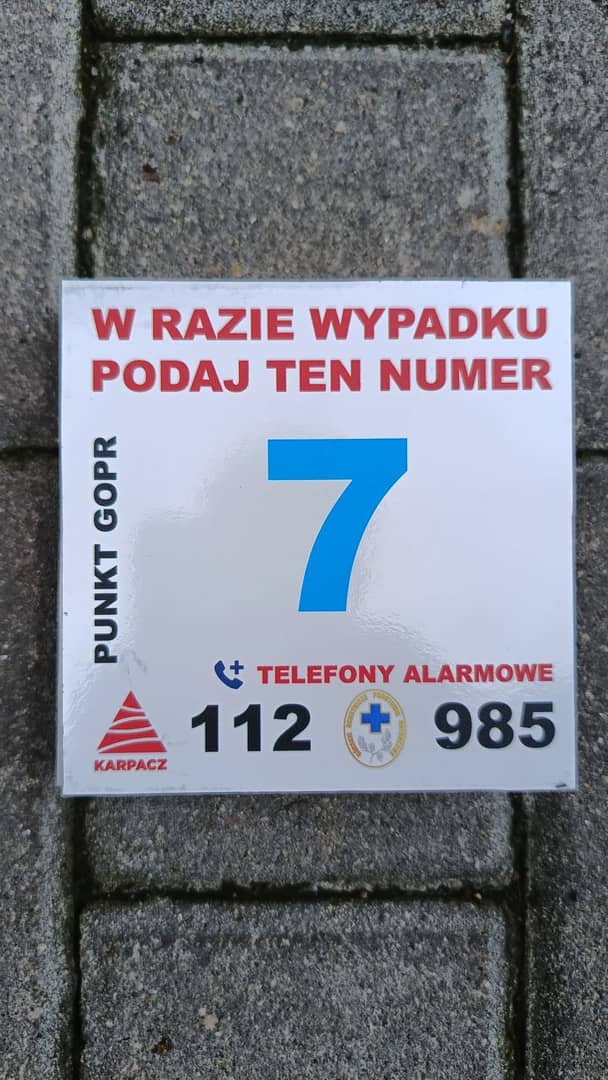 W RAZIE WYPADKU
PODAJ TEN NUMER
PUNKT GOPR
7
TELEFONY ALARMOWE
KARPACZ
112
985